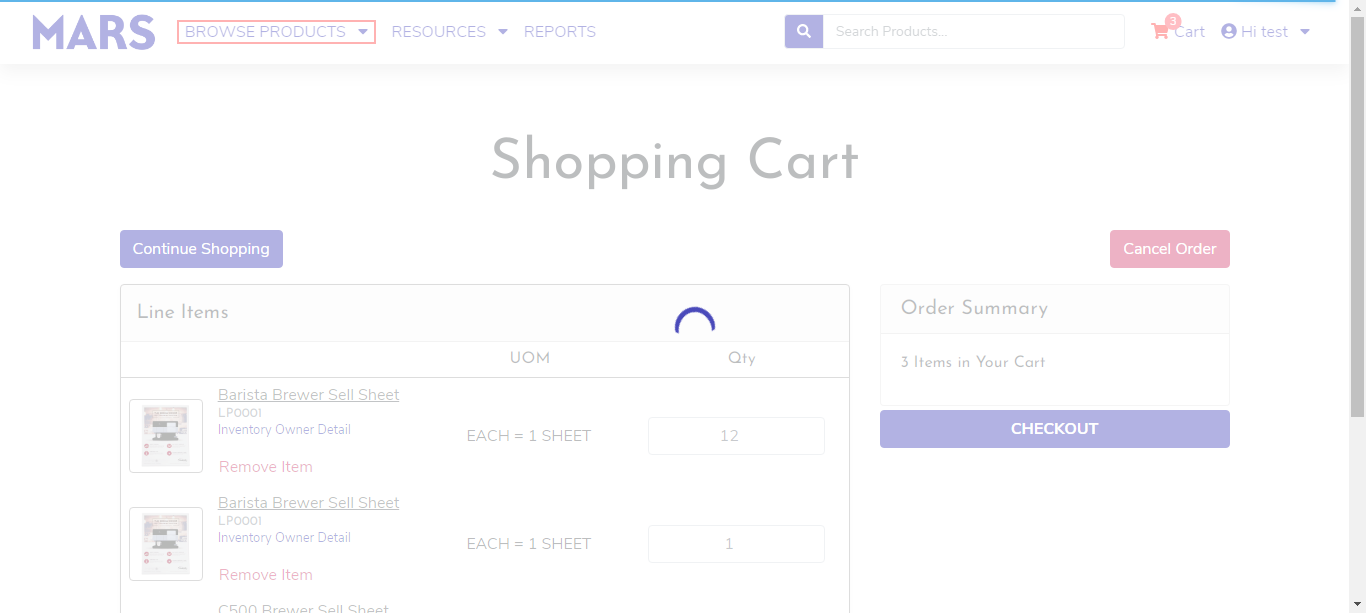 MARS
BROWSE PRODUCTS
RESOURCES
REPORTS
Search Products...
3
Cart
Hi test
Shopping Cart
Continue Shopping
Cancel Order
Line Items
UOM
Qty
Barista Brewer Sell Sheet
LP0001
Inventory Owner Detail
EACH = 1 SHEET
12
Remove Item
Barista Brewer Sell Sheet
LP0001
Inventory Owner Detail
EACH = 1 SHEET
1
Remove Item
C500 Brewer Sell Sheet
Order Summary
3 Items in Your Cart
CHECKOUT